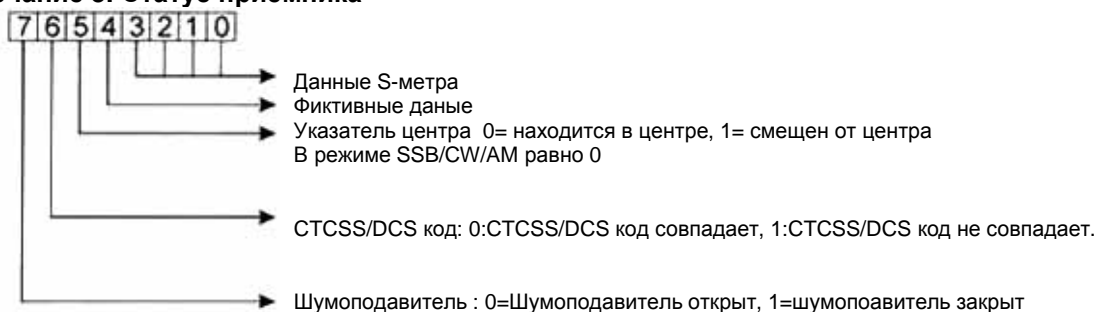 Статус приемника
7 6 5 4 3 2 1 0
Данные S-метра
Фиктивные даные
Указатель центра 0= находится в центре, 1= смещен от центра
В режиме SSB/CW/AM равно 0
CTCSS/DCS код: 0:CTCSS/DCS код совпадает, 1:CTCSS/DCS код не совпадает.
Шумоподавитель : 0=Шумоподавитель открыт, 1=шумопоавитель закрыт